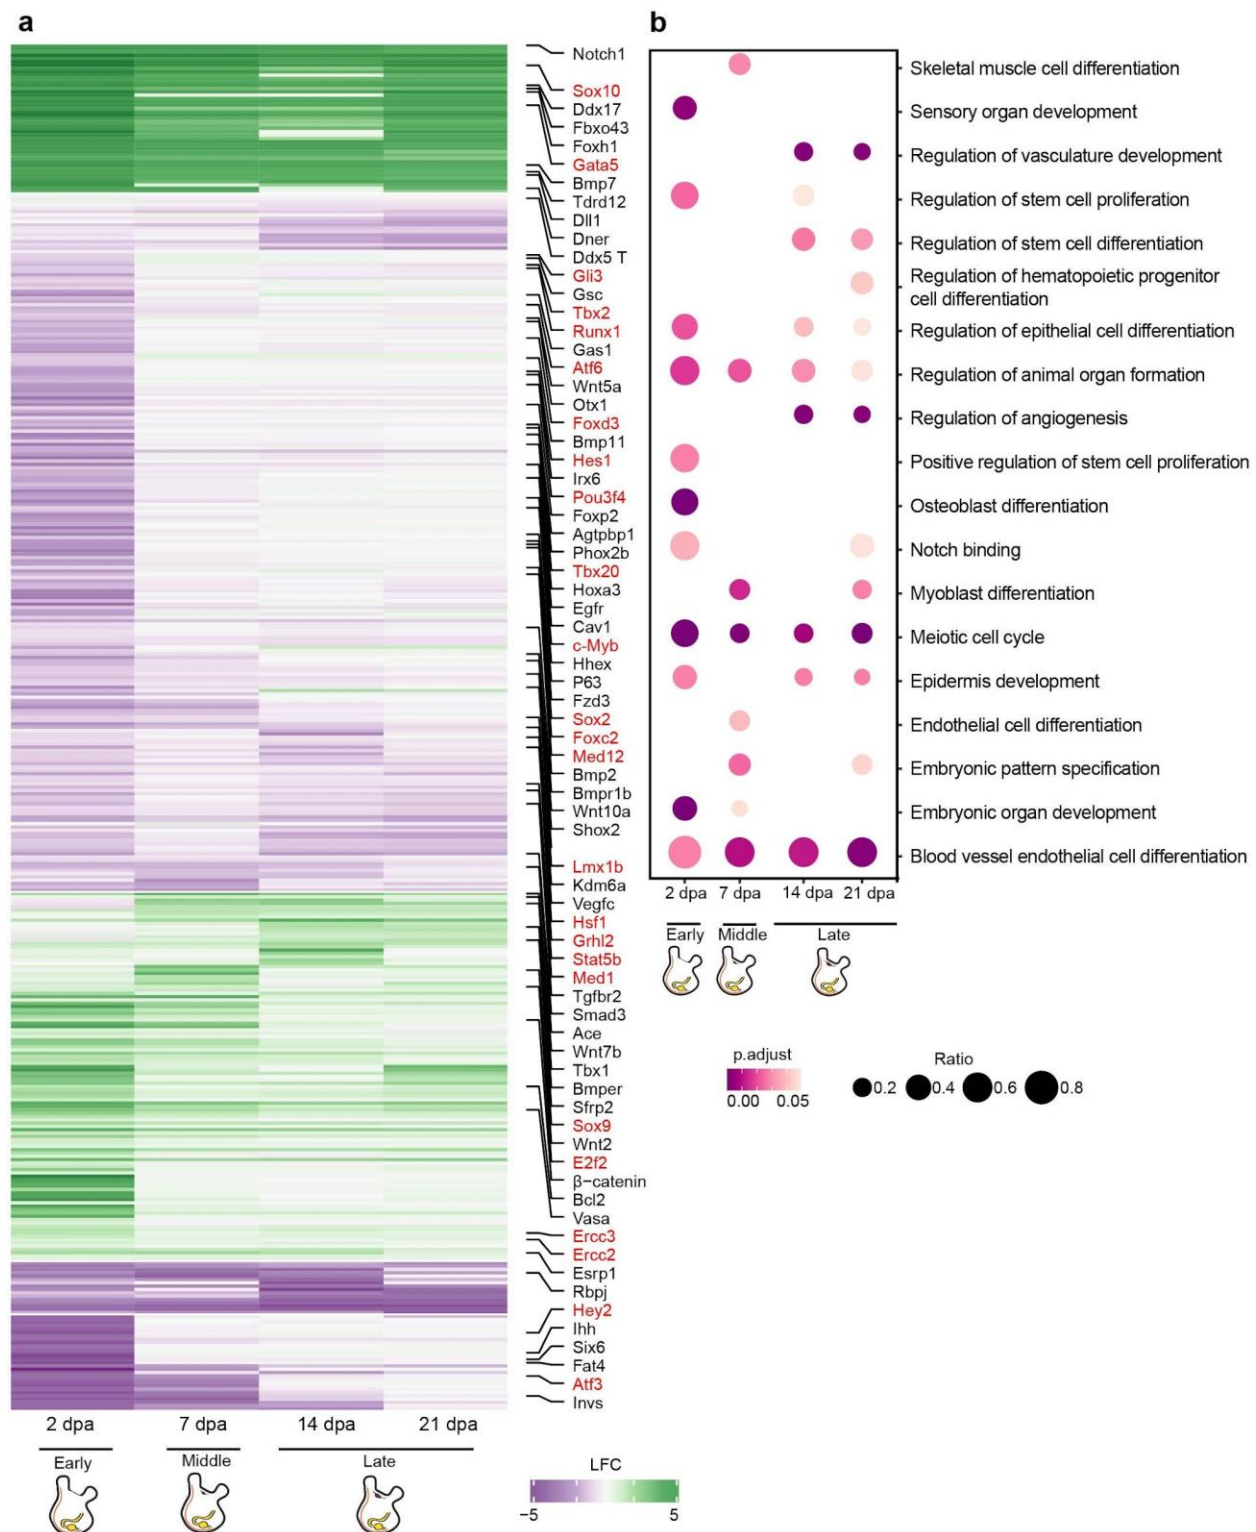 a
Notch1
Sox10
Ddx17
Fbxo43
Foxh1
Gata5
Bmp7
Tdrd12
Dll1
Dner
Ddx5 T
Gli3
Gsc
Tbx2
Runx1
Gas1
Atf6
Wnt5a
Otx1
Foxd3
Bmp11
Hes1
Irx6
Pou3f4
Foxp2
Agtpbp1
Phox2b
Tbx20
Hoxa3
Egfr
Cav1
c-Myb
Hhex
P63
Fzd3
Sox2
Foxc2
Med12
Bmp2
Bmpr1b
Wnt10a
Shox2
Lmx1b
Kdm6a
Vegfc
Hsf1
Grhl2
Stat5b
Med1
Tgfbr2
Smad3
Ace
Wnt7b
Tbx1
Bmper
Sfrp2
Sox9
Wnt2
E2f2
β−catenin
Bcl2
Vasa
Ercc3
Ercc2
Esrp1
Rbpj
Hey2
Ihh
Six6
Fat4
Atf3
Invs
2 dpa 7 dpa 14 dpa 21 dpa
Early Middle Late
LFC
−5 5
b
Skeletal muscle cell differentiation
Sensory organ development
Regulation of vasculature development
Regulation of stem cell proliferation
Regulation of stem cell differentiation
Regulation of hematopoietic progenitor
cell differentiation
Regulation of epithelial cell differentiation
Regulation of animal organ formation
Regulation of angiogenesis
Positive regulation of stem cell proliferation
Osteoblast differentiation
Notch binding
Myoblast differentiation
Meiotic cell cycle
Epidermis development
Endothelial cell differentiation
Embryonic pattern specification
Embryonic organ development
Blood vessel endothelial cell differentiation
2 dpa 7 dpa 14 dpa 21 dpa
Early Middle Late
p.adjust
0.00 0.05
Ratio
0.2 0.4 0.6 0.8